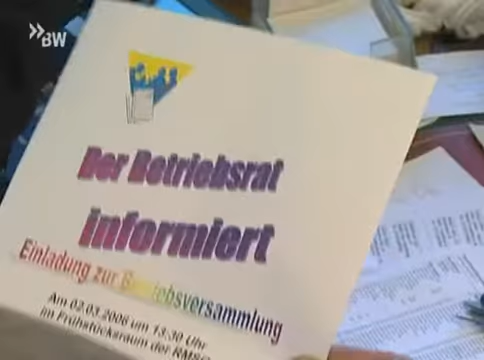 BW
Der Betriebsrat
informiert
Einladung zur Betriebsversammlung
Am 02.03.2006 um 13:30 Uhr
im Frühstücksraum der